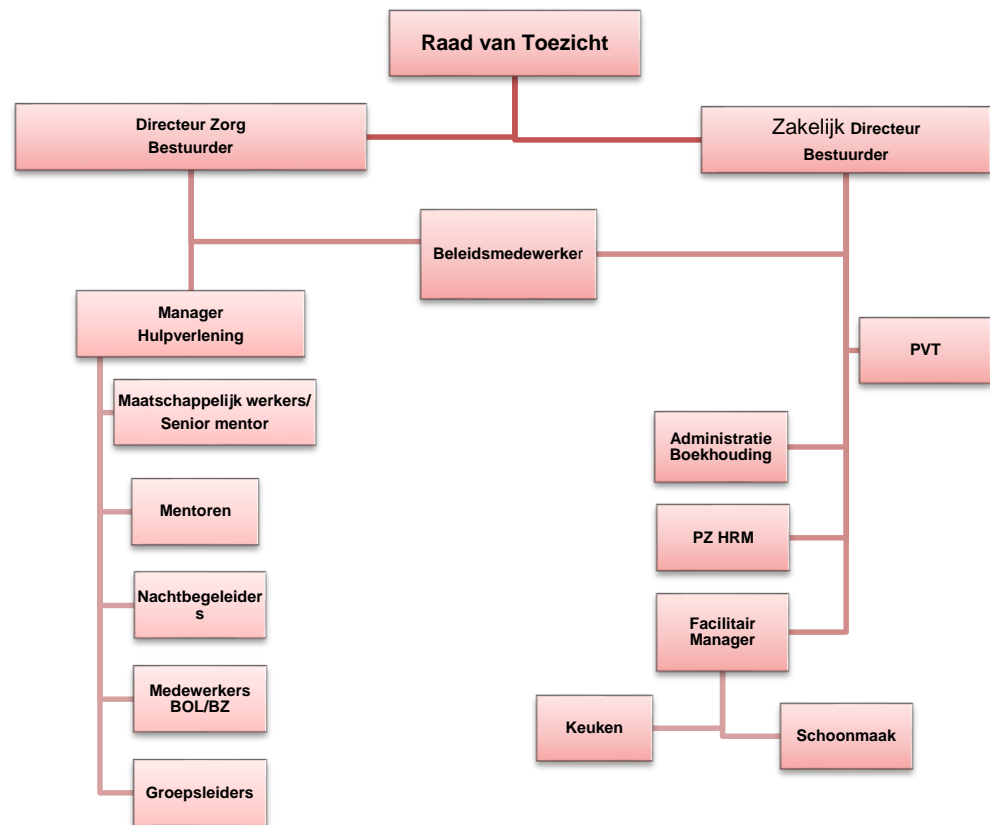 Raad van Toezicht
Directeur Zorg
Bestuurder
Zakelijk Directeur
Bestuurder
Beleidsmedewerker
Manager
Hulpverlening
PVT
Maatschappelijk werkers/
Senior mentor
Administratie
Boekhouding
Mentoren
PZ HRM
Nachtbegeleider
s
Facilitair
Manager
Medewerkers
BOL/BZ
Keuken
Schoonmaak
Groepsleiders